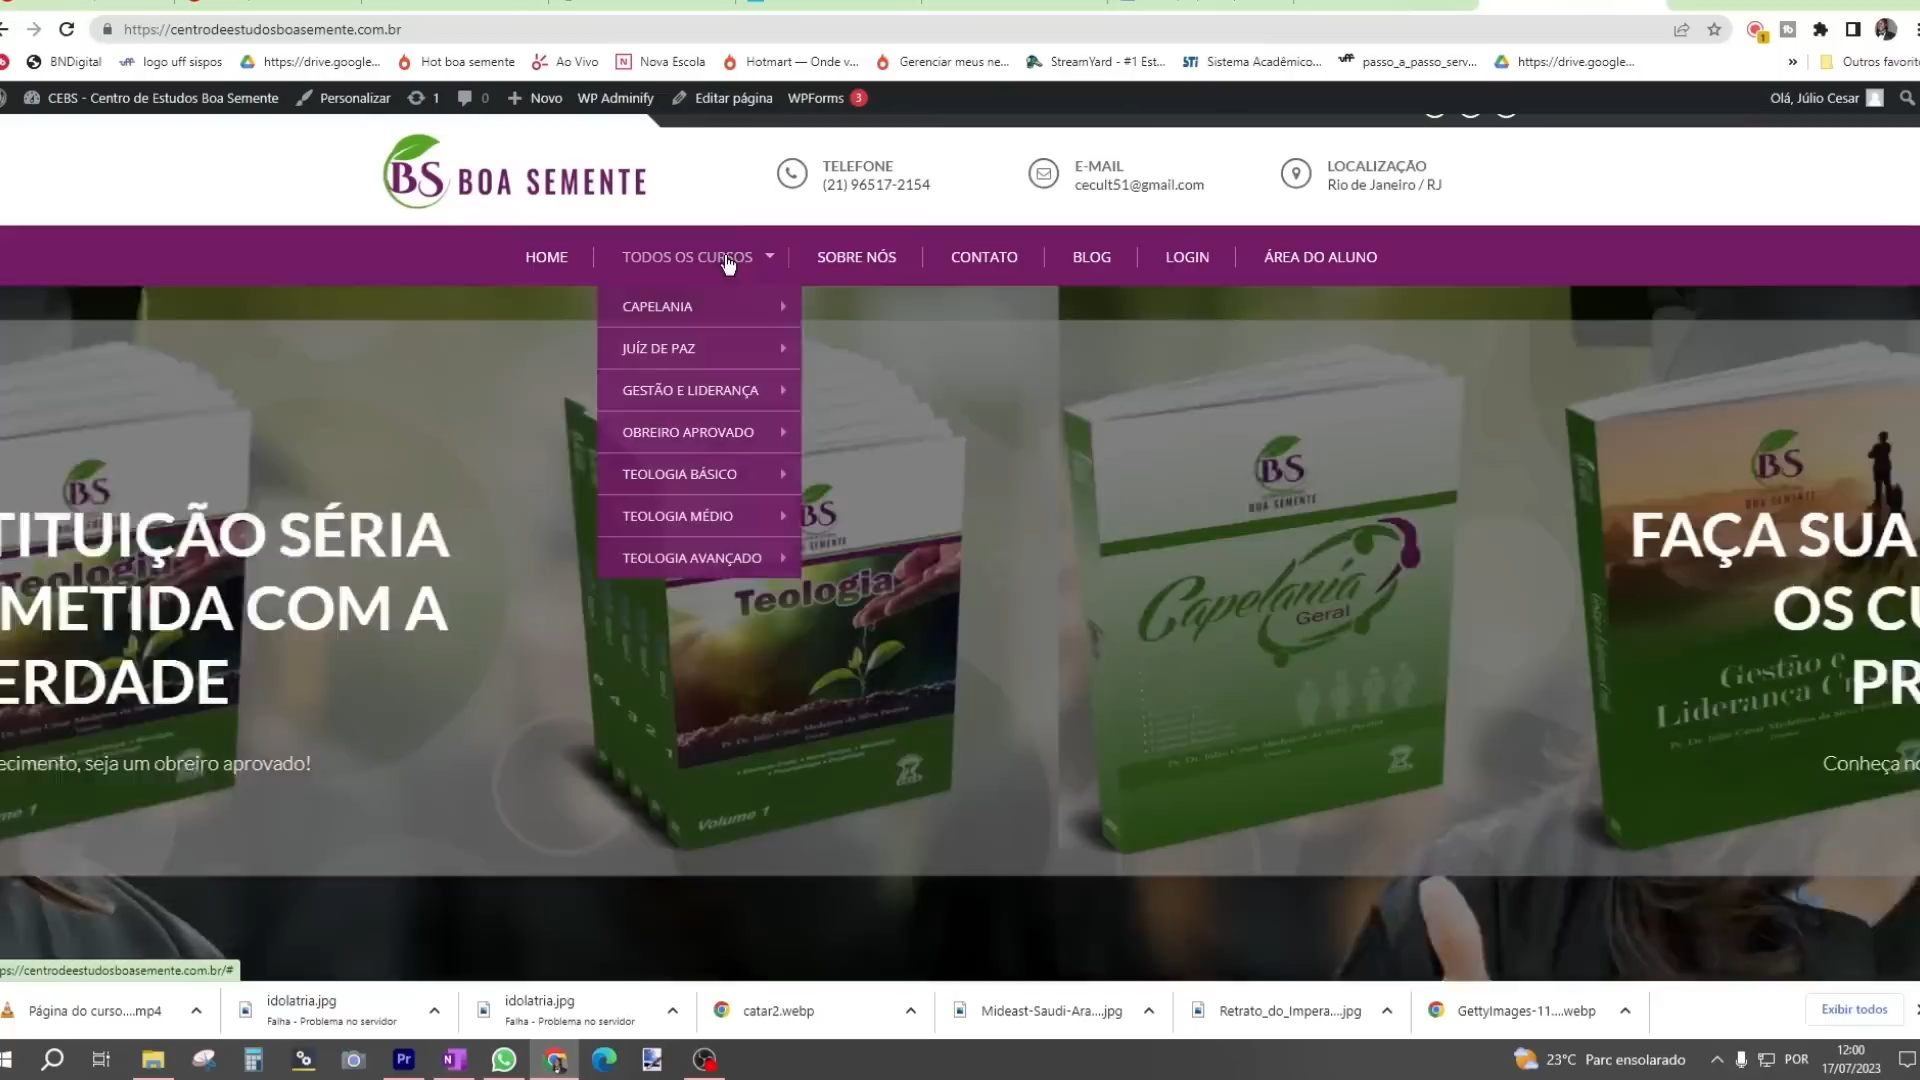 https://centrodeestudosboasemente.com.br
BNDigital
logo uff sispos
https://drive.google...
Hot boa semente
Ao Vivo
Nova Escola
Hotmart — Onde v...
Gerenciar meus ne...
StreamYard - #1 Est...
Sistema Acadêmico...
passo_a_passo_serv...
https://drive.google...
»
Outros favorito
CEBS - Centro de Estudos Boa Semente
Personalizar
1
0
Novo
WP Adminify
Editar página
WPForms 3
Olá, Júlio Cesar
BS BOA SEMENTE
TELEFONE
(21) 96517-2154
E-MAIL
cecult51@gmail.com
LOCALIZAÇÃO
Rio de Janeiro / RJ
HOME
TODOS OS CURSOS
SOBRE NÓS
CONTATO
BLOG
LOGIN
ÁREA DO ALUNO
CAPELANIA
JUÍZ DE PAZ
GESTÃO E LIDERANÇA
OBREIRO APROVADO
TEOLOGIA BÁSICO
TEOLOGIA MÉDIO
TEOLOGIA AVANÇADO
TITUIÇÃO SÉRIA
METIDA COM A
ERDADE
ecimento, seja um obreiro aprovado!
BS
Teologia
BS
Teologia
Volume 1
BS
BOA SEMENTE
Capelania
Geral
BS
BOA SEMENTE
Gestão e
Liderança
FAÇA SUA
OS CU
PR
Conheça no
ps://centrodeestudosboasemente.com.br/#
Página do curso....mp4
idolatria.jpg
Falha - Problema no servidor
idolatria.jpg
Falha - Problema no servidor
catar2.webp
Mideast-Saudi-Ara....jpg
Retrato_do_Impera....jpg
GettyImages-11....webp
Exibir todos
23°C Parc ensolarado
POR
12:00
17/07/2023